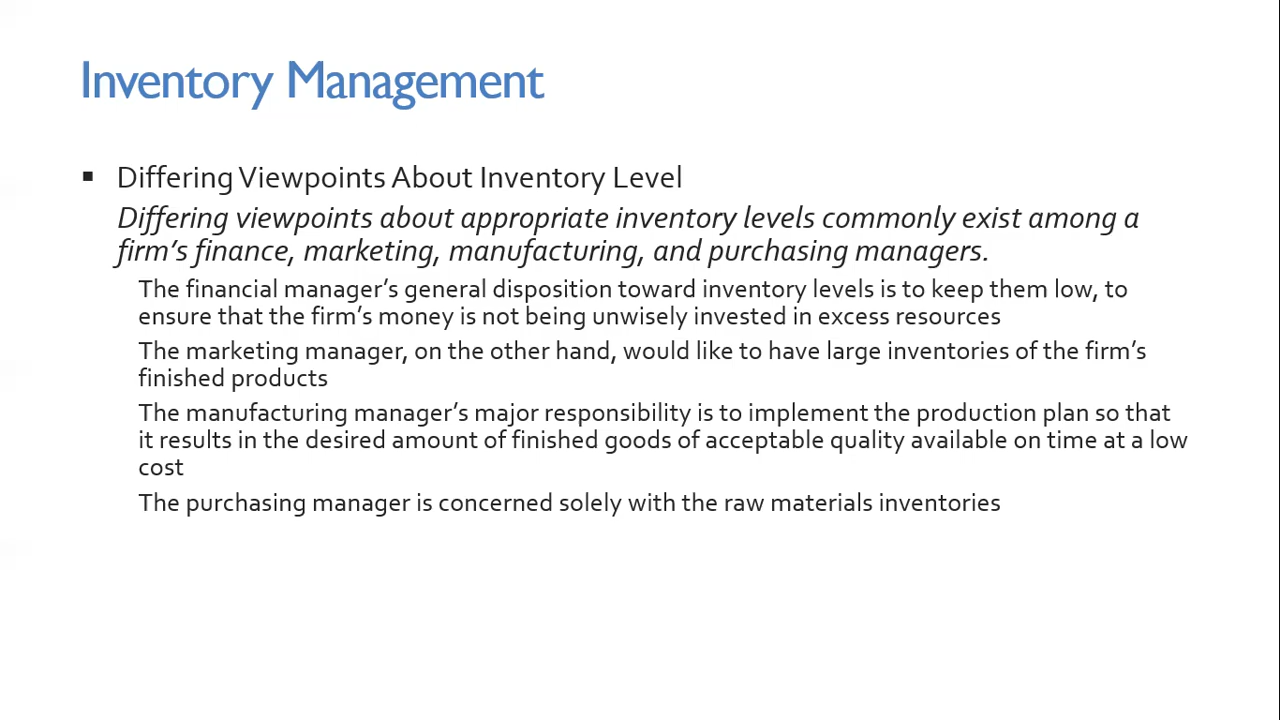 Inventory Management
▪ Differing Viewpoints About Inventory Level
Differing viewpoints about appropriate inventory levels commonly exist among a
firm’s finance, marketing, manufacturing, and purchasing managers.
The financial manager’s general disposition toward inventory levels is to keep them low, to
ensure that the firm’s money is not being unwisely invested in excess resources
The marketing manager, on the other hand, would like to have large inventories of the firm’s
finished products
The manufacturing manager’s major responsibility is to implement the production plan so that
it results in the desired amount of finished goods of acceptable quality available on time at a low
cost
The purchasing manager is concerned solely with the raw materials inventories